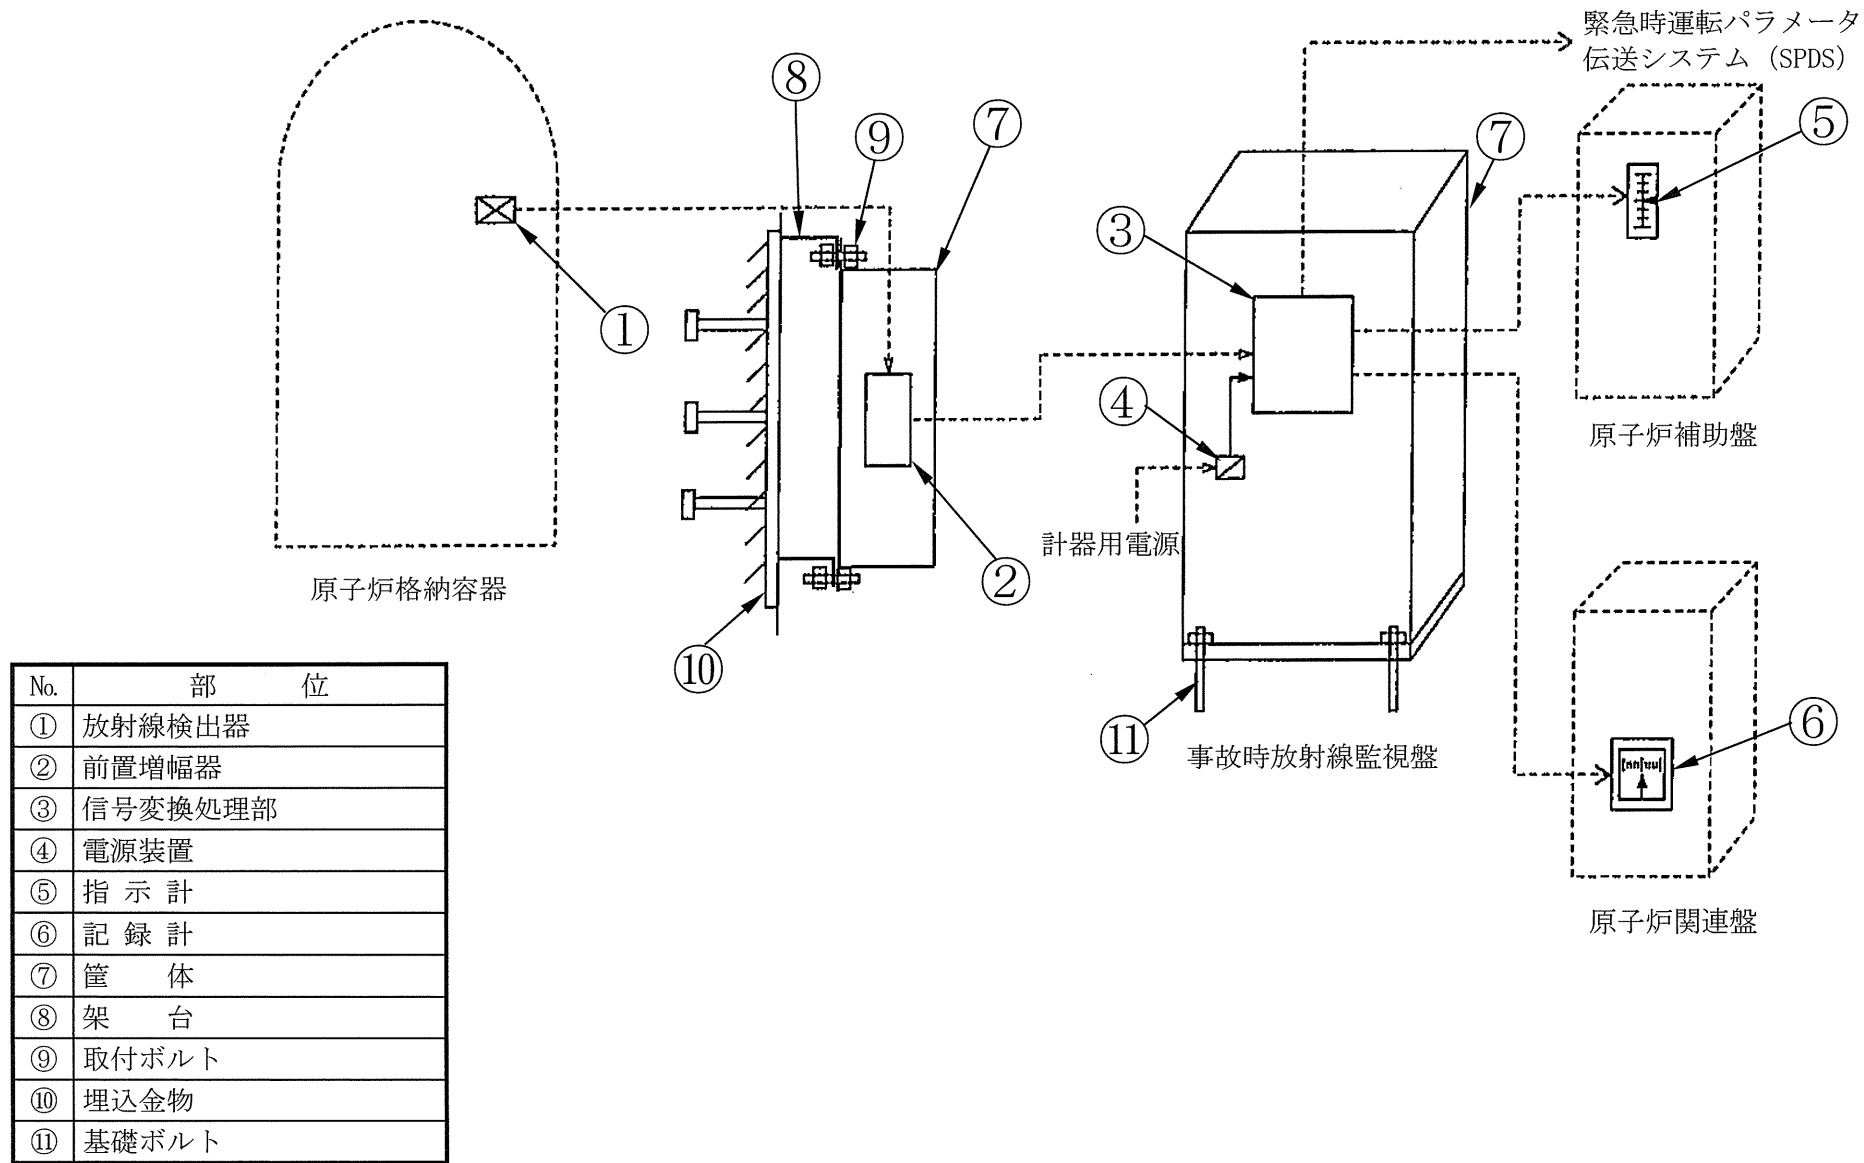 緊急時運転パラメータ
伝送システム（SPDS）
⑧
⑨
⑦
⑦
⑤
③
①
④
原子炉補助盤
計器用電源
②
原子炉格納容器
⑩
⑪
事故時放射線監視盤
⑥
原子炉関連盤
No. 部　　位
① 放射線検出器
② 前置増幅器
③ 信号変換処理部
④ 電源装置
⑤ 指 示 計
⑥ 記 録 計
⑦ 筐　　体
⑧ 架　　台
⑨ 取付ボルト
⑩ 埋込金物
⑪ 基礎ボルト